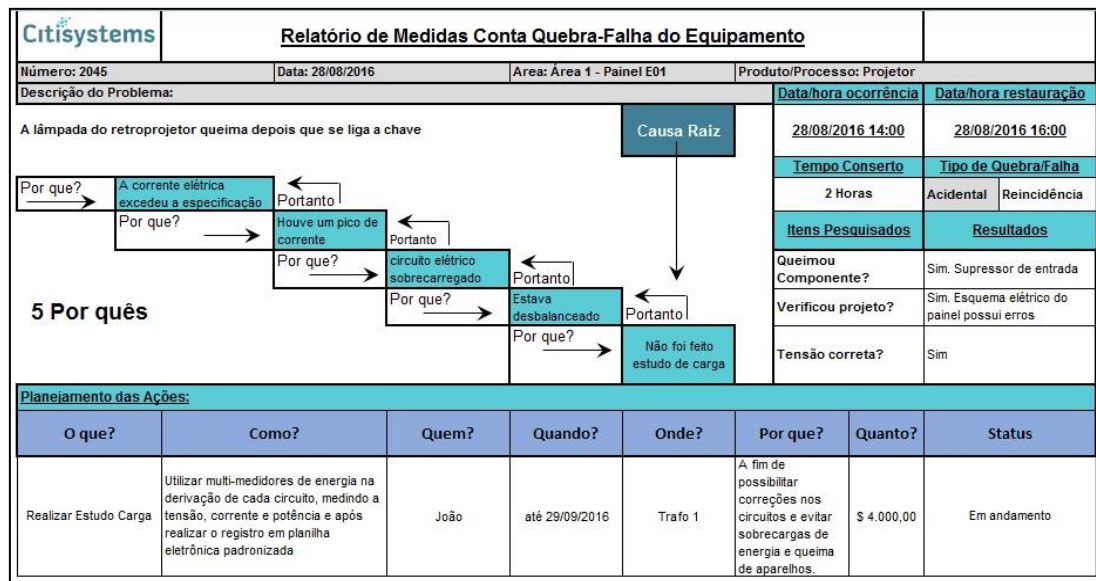 Citisystems
Relatório de Medidas Conta Quebra-Falha do Equipamento
Número: 2045 Data: 28/08/2016 Area: Área 1 - Painel E01 Produto/Processo: Projetor
Descrição do Problema:
Data/hora ocorrência Data/hora restauração
A lâmpada do retroprojetor queima depois que se liga a chave
Causa Raiz
28/08/2016 14:00 28/08/2016 16:00
Tempo Conserto Tipo de Quebra/Falha
2 Horas Acidental Reincidência
Por que?
A corrente elétrica
excedeu a especificação
Portanto
Por que?
Houve um pico de
corrente
Portanto
Por que?
circuito elétrico
sobrecarregado
Portanto
Por que?
Estava
desbalanceado
Portanto
Por que?
Não foi feito
estudo de carga
5 Por quês
Itens Pesquisados Resultados
Queimou
Componente?
Sim. Supressor de entrada
Verificou projeto?
Sim. Esquema elétrico do
painel possui erros
Tensão correta?
Sim
Planejamento das Ações:
O que? Como? Quem? Quando? Onde? Por que? Quanto? Status
Realizar Estudo Carga
Utilizar multi-medidores de energia na
derivação de cada circuito, medindo a
tensão, corrente e potência e após
realizar o registro em planilha
eletrônica padronizada
João
até 29/09/2016
Trafo 1
A fim de
possibilitar
correções nos
circuitos e evitar
sobrecargas de
energia e queima
de aparelhos.
$ 4.000,00
Em andamento